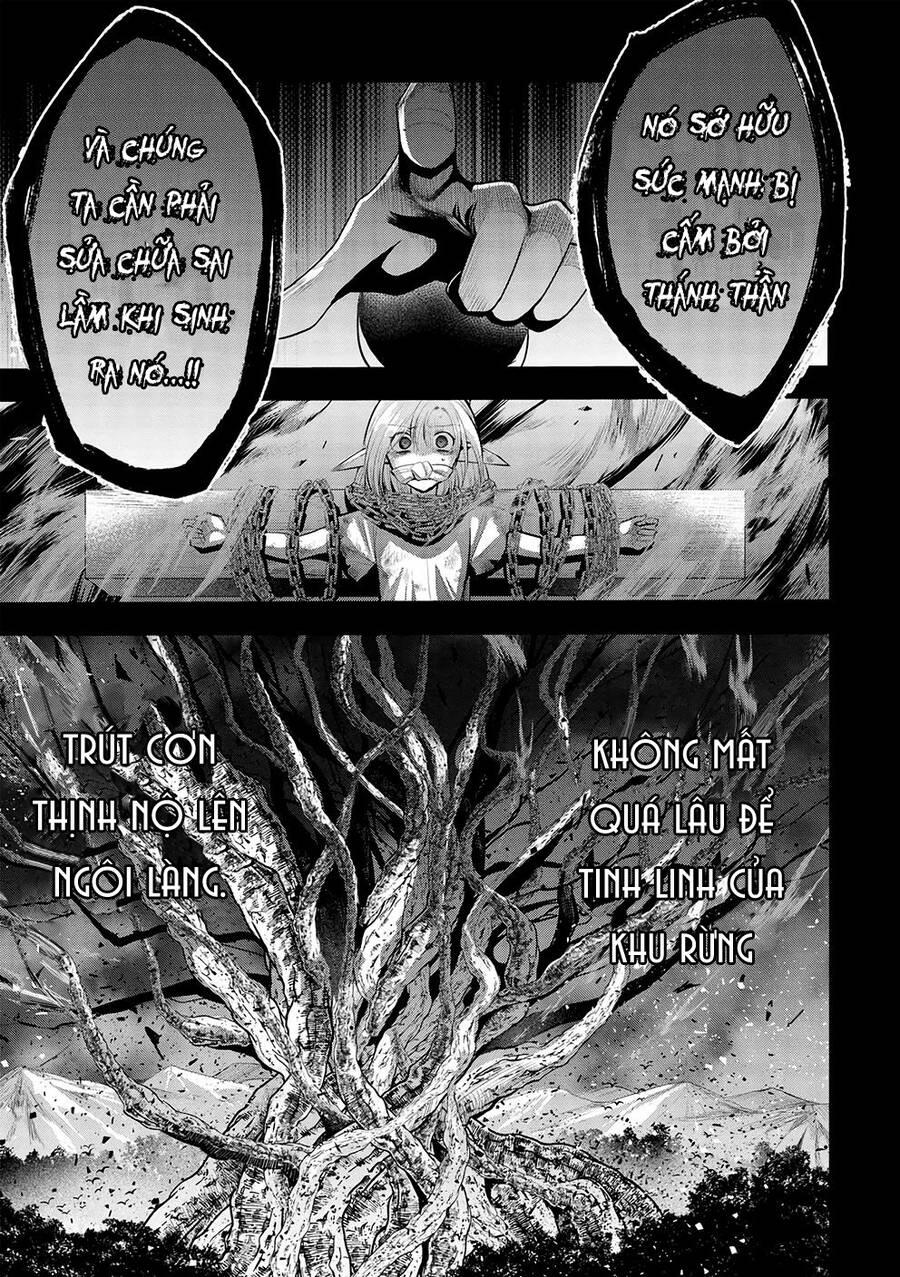 NÓ SỞ HỮU
SỨC MẠNH BỊ
CẤM BỞI
THÁNH THẦN
VÀ CHÚNG
TA CẦN PHẢI
SỬA CHỮA SAI
LẦM KHI SINH
RA NÓ...!!
KHÔNG MẤT
QUÁ LÂU ĐỂ
TINH LINH CỦA
KHU RỪNG
TRÚT CƠN
THỊNH NỘ LÊN
NGÔI LÀNG.